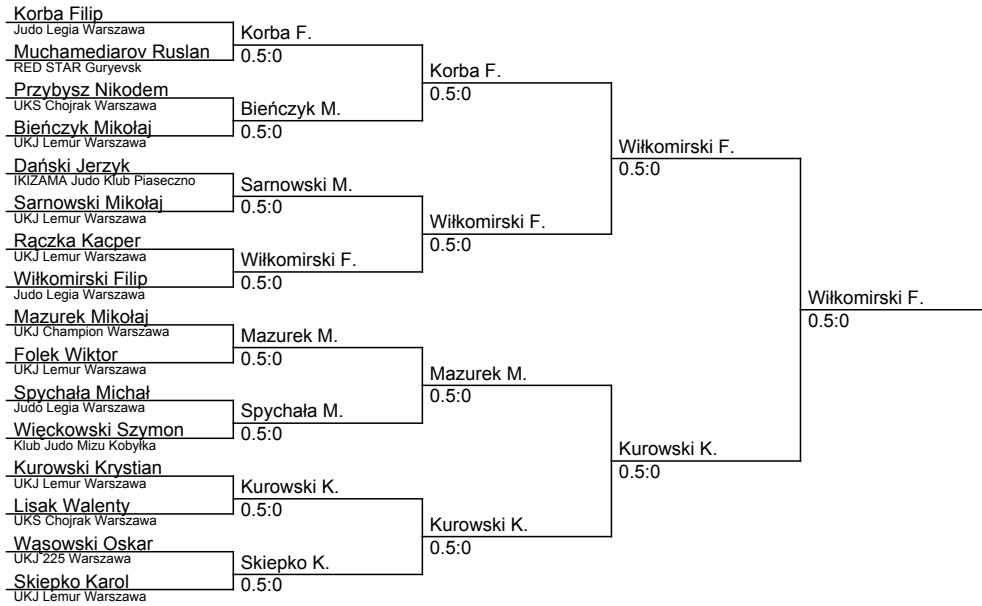 Korba Filip
Judo Legia Warszawa
Muchamediarov Ruslan
RED STAR Guryevsk
Przybysz Nikodem
UKS Chojrak Warszawa
Bieńczyk Mikołaj
UKJ Lemur Warszawa
Dański Jerzyk
IKIZAMA Judo Klub Piaseczno
Sarnowski Mikołaj
UKJ Lemur Warszawa
Rączka Kacper
UKJ Lemur Warszawa
Wiłkomirski Filip
Judo Legia Warszawa
Mazurek Mikołaj
UKJ Champion Warszawa
Folek Wiktor
UKJ Lemur Warszawa
Spychała Michał
Judo Legia Warszawa
Więckowski Szymon
Klub Judo Mizu Kobyłka
Kurowski Krystian
UKJ Lemur Warszawa
Lisak Walenty
UKS Chojrak Warszawa
Wąsowski Oskar
UKJ 225 Warszawa
Skiepko Karol
UKJ Lemur Warszawa
Korba F.
0.5:0
Bieńczyk M.
0.5:0
Sarnowski M.
0.5:0
Wiłkomirski F.
0.5:0
Mazurek M.
0.5:0
Spychała M.
0.5:0
Kurowski K.
0.5:0
Skiepko K.
0.5:0
Korba F.
0.5:0
Wiłkomirski F.
0.5:0
Mazurek M.
0.5:0
Kurowski K.
0.5:0
Wiłkomirski F.
0.5:0
Kurowski K.
0.5:0
Wiłkomirski F.
0.5:0